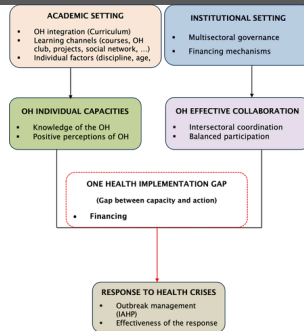 ACADEMIC SETTING
• OH integration (Curriculum)
• Learning channels (courses, OH
club, projects, social network, ...)
• Individual factors (discipline, age,
INSTITUTIONAL SETTING
• Multisectoral governance
• Financing mechanisms
OH INDIVIDUAL CAPACITIES
• Knowledge of the OH
• Positive perceptions of OH
OH EFFECTIVE COLLABORATION
• Intersectoral coordination
• Balanced participation
ONE HEALTH IMPLEMENTATION GAP
(Gap between capacity and action)
• Financing
RESPONSE TO HEALTH CRISES
• Outbreak management
(IAHP)
• Effectiveness of the response